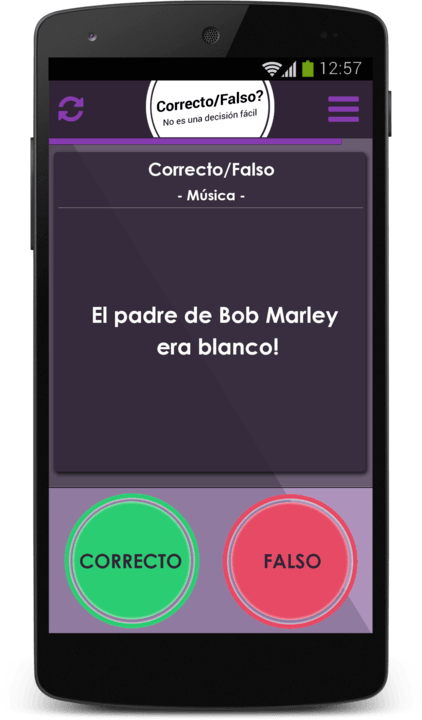 12:57
Correcto/Falso?
No es una decisión fácil
Correcto/Falso
- Música -
El padre de Bob Marley
era blanco!
CORRECTO
FALSO